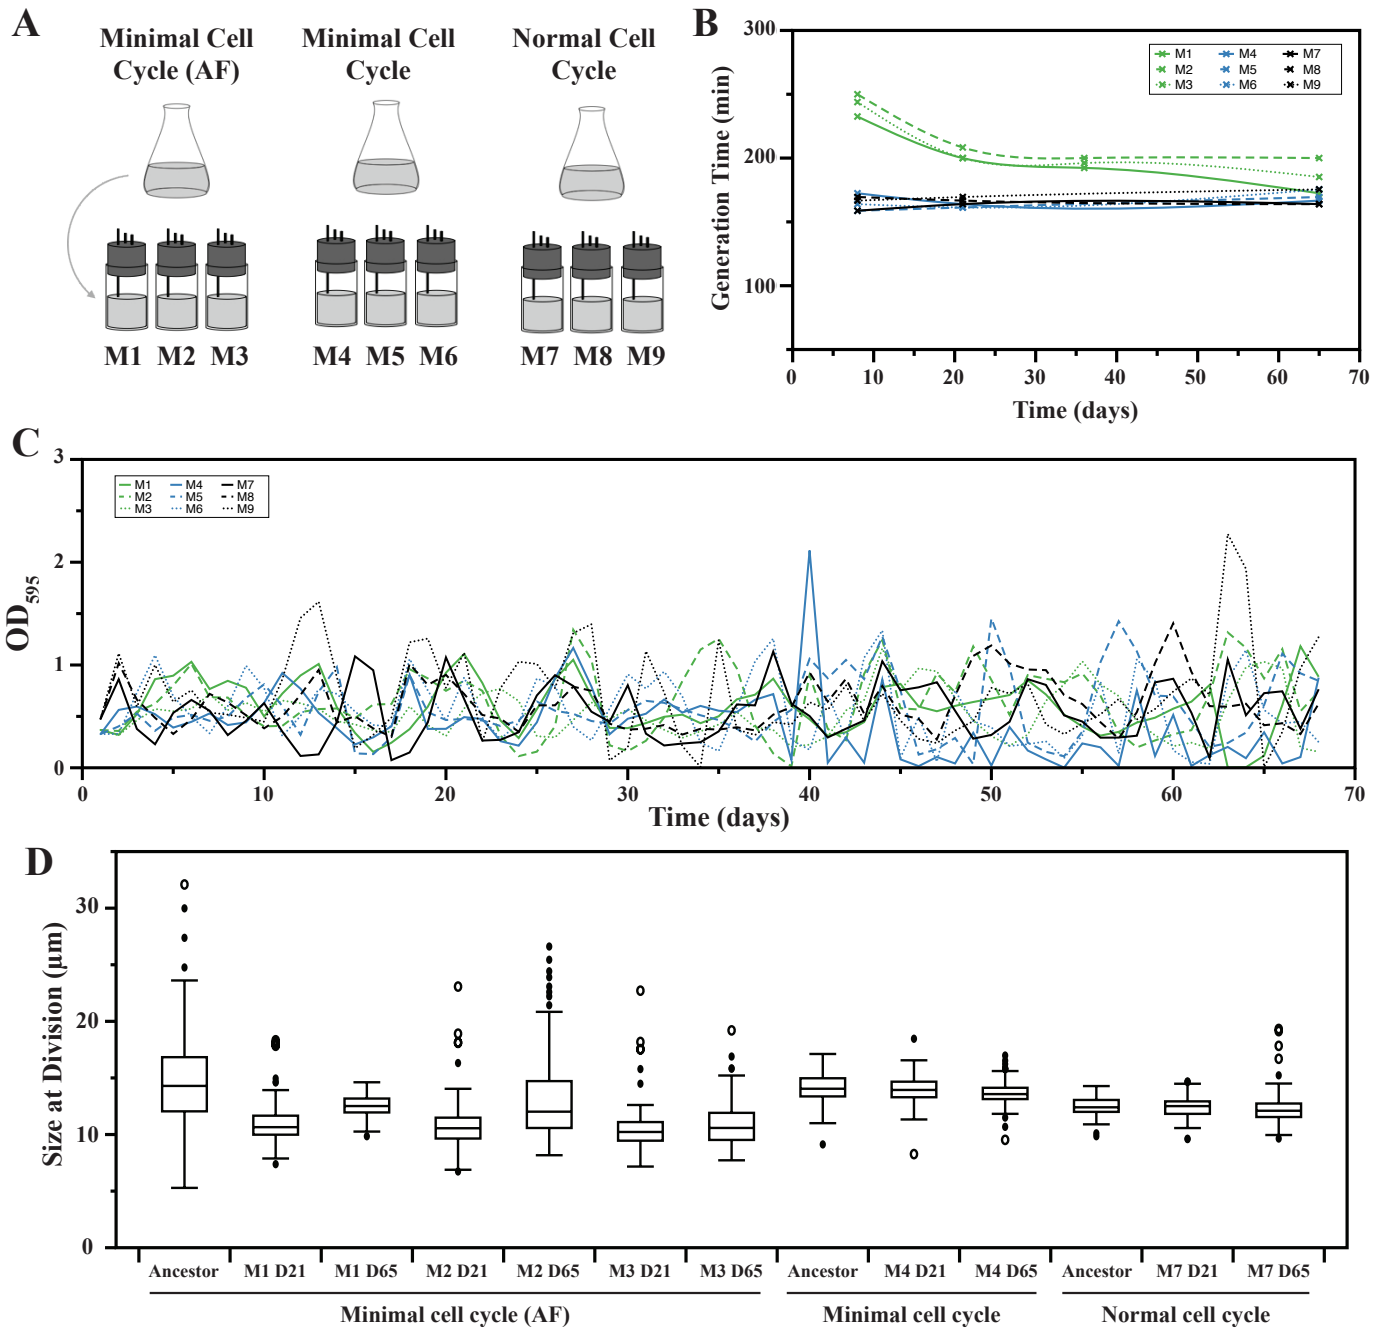 A
Minimal Cell
Cycle (AF)
Minimal Cell
Cycle
Normal Cell
Cycle
M1 M2 M3
M4 M5 M6
M7 M8 M9
B
300
200
100
Generation Time (min)
M1 M4 M7
M2 M5 M8
M3 M6 M9
0 10 20 30 40 50 60 70
Time (days)
C
3
2
1
0
OD595
M1 M4 M7
M2 M5 M8
M3 M6 M9
0 10 20 30 40 50 60 70
Time (days)
D
30
20
10
0
Size at Division (μm)
Ancestor M1 D21 M1 D65 M2 D21 M2 D65 M3 D21 M3 D65 Ancestor M4 D21 M4 D65 Ancestor M7 D21 M7 D65
Minimal cell cycle (AF) Minimal cell cycle Normal cell cycle